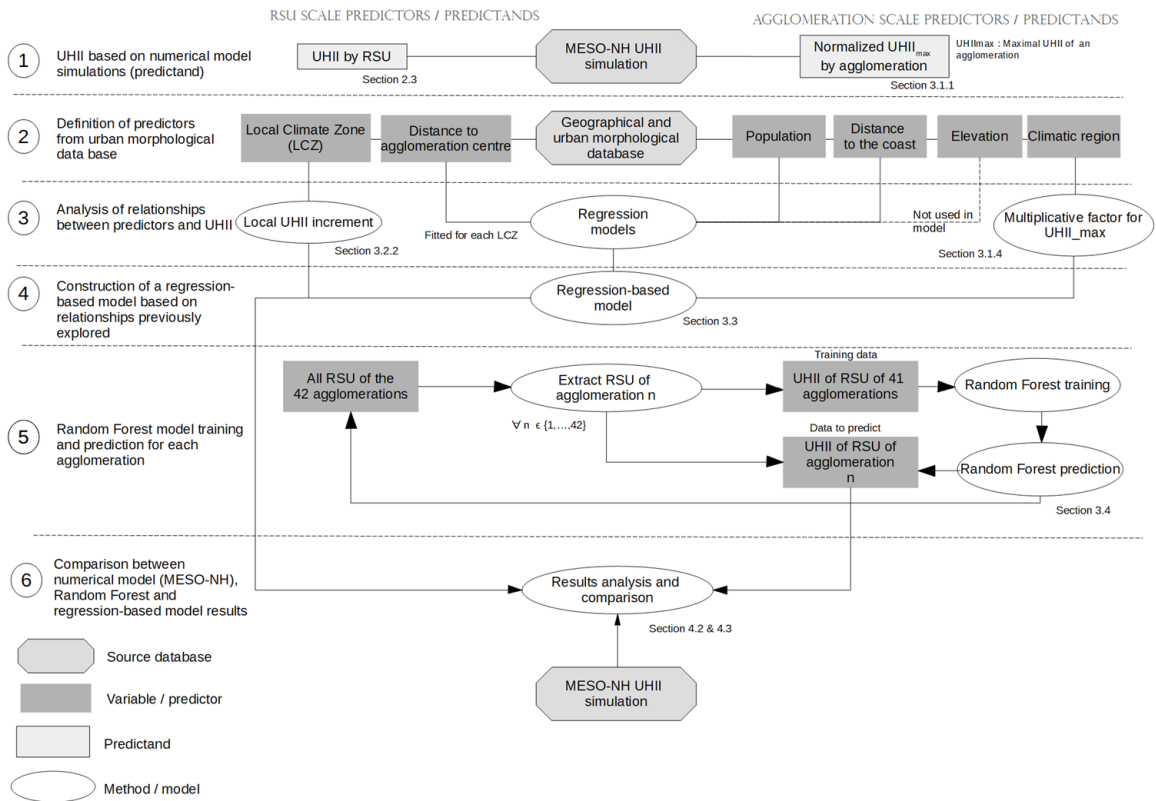 RSU SCALE PREDICTORS / PREDICTANDS
AGGLOMERATION SCALE PREDICTORS / PREDICTANDS
1
UHII based on numerical model
simulations (predictand)
UHII by RSU
Section 2.3
MESO-NH UHII
simulation
Normalized UHIImax
by agglomeration
Section 3.1.1
UHIImax : Maximal UHII of an
agglomeration
2
Definition of predictors
from urban morphological
data base
Local Climate Zone
(LCZ)
Distance to
agglomeration centre
Geographical and
urban morphological
database
Population
Distance
to the coast
Elevation
Climatic region
3
Analysis of relationships
between predictors and UHII
Local UHII increment
Section 3.2.2
Fitted for each LCZ
Regression
models
Not used in
model
Multiplicative factor for
UHII_max
Section 3.1.4
4
Construction of a regression-
based model based on
relationships previously
explored
Regression-based
model
Section 3.3
5
Random Forest model training
and prediction for each
agglomeration
All RSU of the
42 agglomerations
Extract RSU of
agglomeration n
∀ n ϵ {1,...,42}
Training data
UHII of RSU of 41
agglomerations
Random Forest training
Data to predict
UHII of RSU of
agglomeration
n
Random Forest prediction
Section 3.4
6
Comparison between
numerical model (MESO-NH),
Random Forest and
regression-based model results
Results analysis and
comparison
Section 4.2 & 4.3
MESO-NH UHII
simulation
Source database
Variable / predictor
Predictand
Method / model